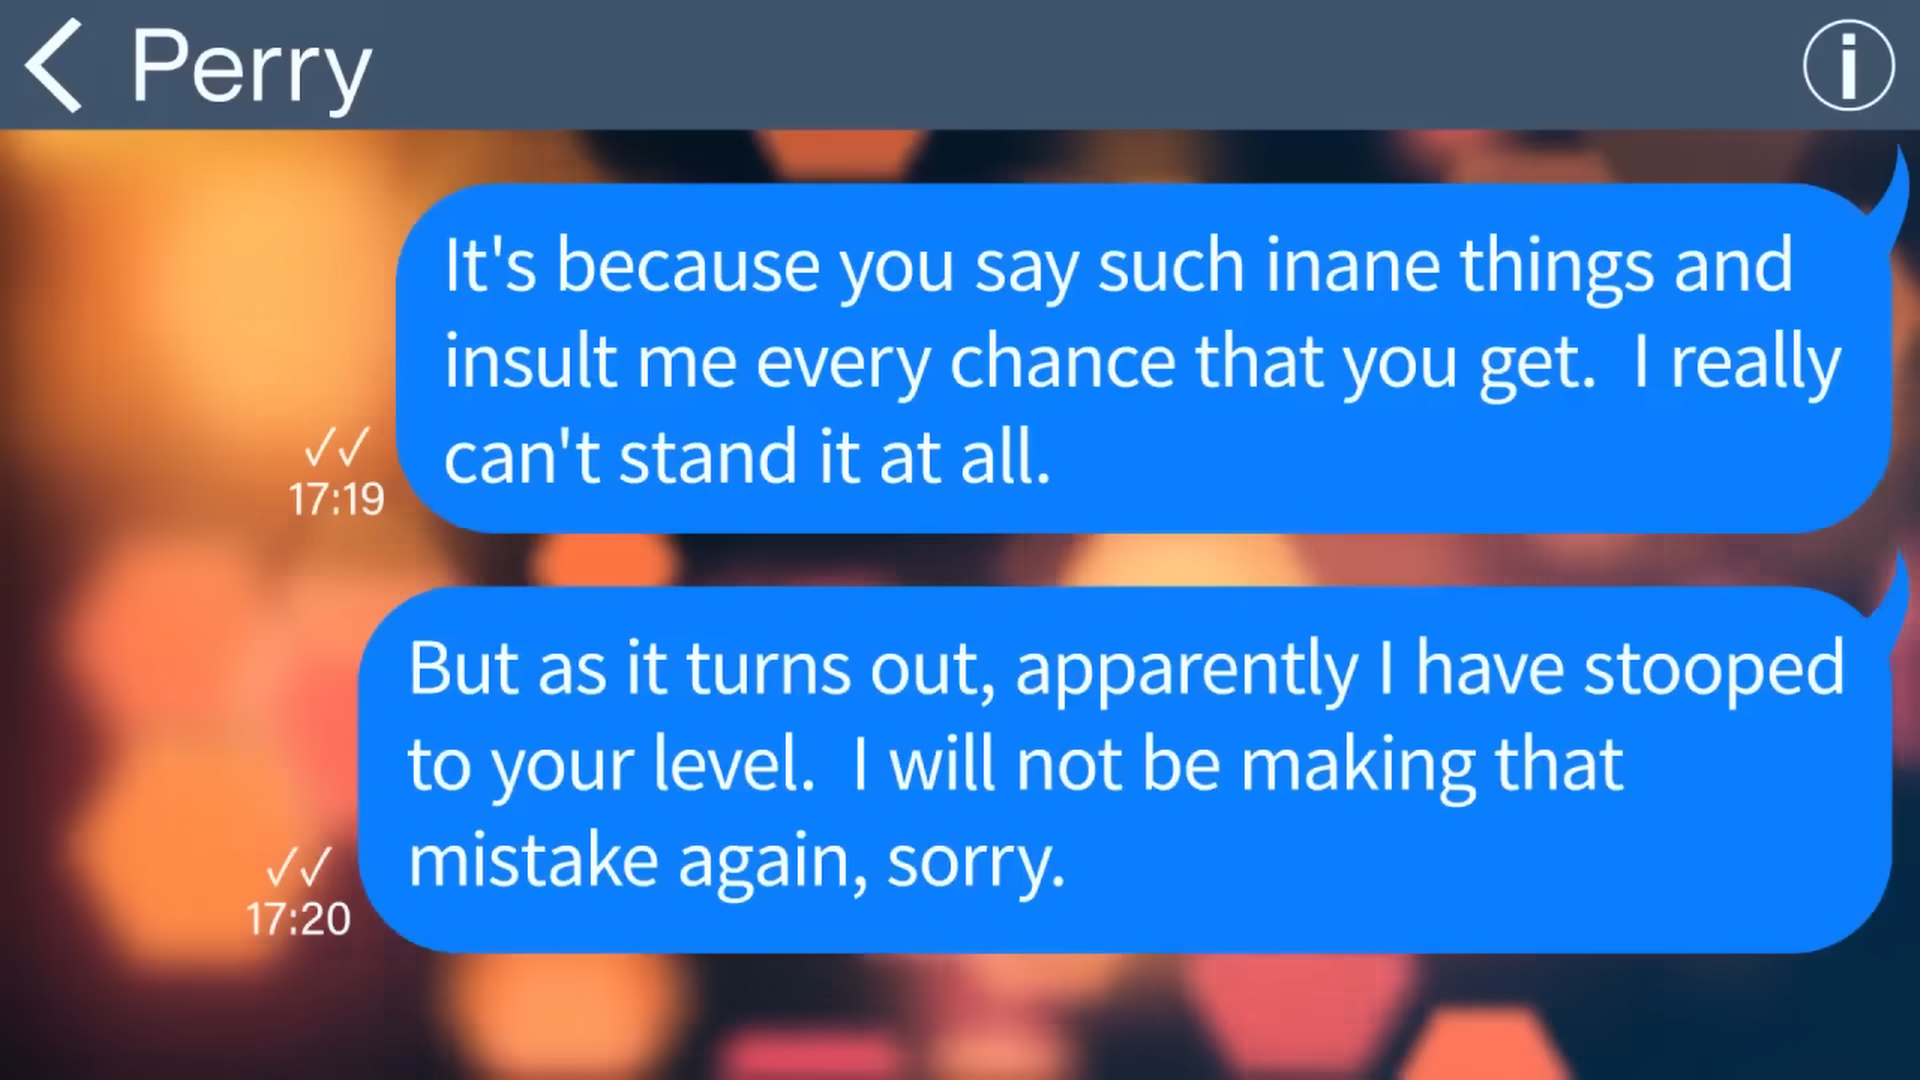 Perry
It's because you say such inane things and
insult me every chance that you get.  I really
can't stand it at all.
17:19
But as it turns out, apparently I have stooped
to your level.  I will not be making that
mistake again, sorry.
17:20